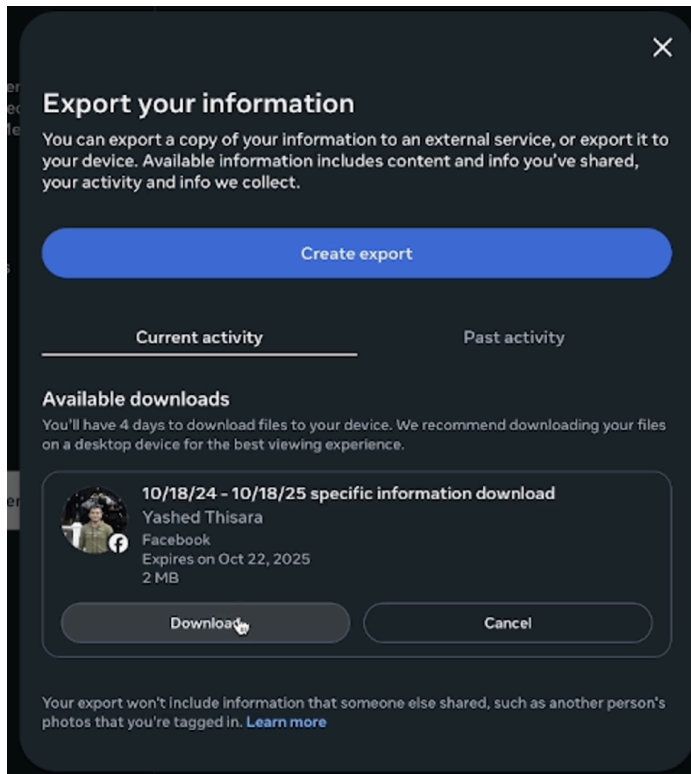 Export your information
You can export a copy of your information to an external service, or export it to
your device. Available information includes content and info you've shared,
your activity and info we collect.
Create export
Current activity
Past activity
Available downloads
You'll have 4 days to download files to your device. We recommend downloading your files
on a desktop device for the best viewing experience.
10/18/24 - 10/18/25 specific information download
Yashed Thisara
Facebook
Expires on Oct 22, 2025
2 MB
Download
Cancel
Your export won't include information that someone else shared, such as another person's
photos that you're tagged in. Learn more